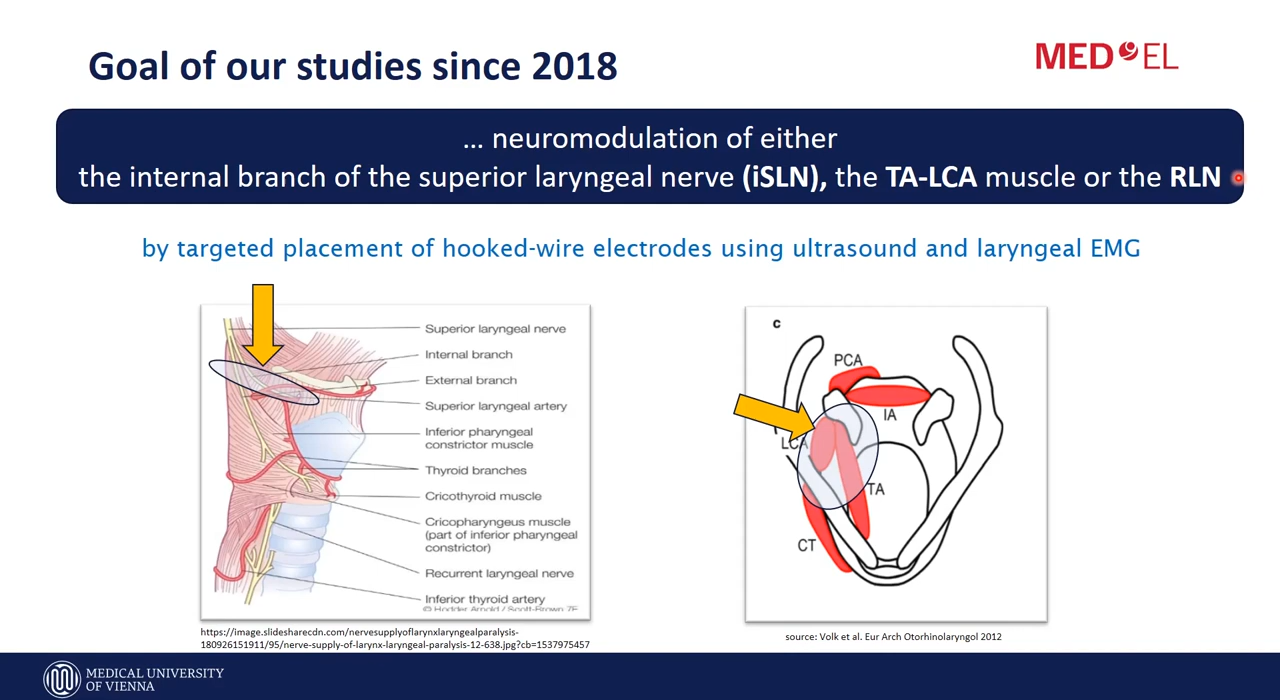 Goal of our studies since 2018
MED EL
... neuromodulation of either
the internal branch of the superior laryngeal nerve (iSLN), the TA-LCA muscle or the RLN
by targeted placement of hooked-wire electrodes using ultrasound and laryngeal EMG
Superior laryngeal nerve
Internal branch
External branch
Superior laryngeal artery
Inferior pharyngeal
constrictor muscle
Thyroid branches
Cricothyroid muscle
Cricopharyngeus muscle
(part of inferior pharyngeal
constrictor)
Recurrent laryngeal nerve
Inferior thyroid artery
© Hodder Arnold / Scott-Brown 7E
https://image.slidesharecdn.com/nervesupplyoflarynxlaryngealparalysis-
180926151911/95/nerve-supply-of-larynx-laryngeal-paralysis-12-638.jpg?cb=1537975457
c
PCA
IA
LCA
TA
CT
source: Volk et al. Eur Arch Otorhinolaryngol 2012
MEDICAL UNIVERSITY
OF VIENNA